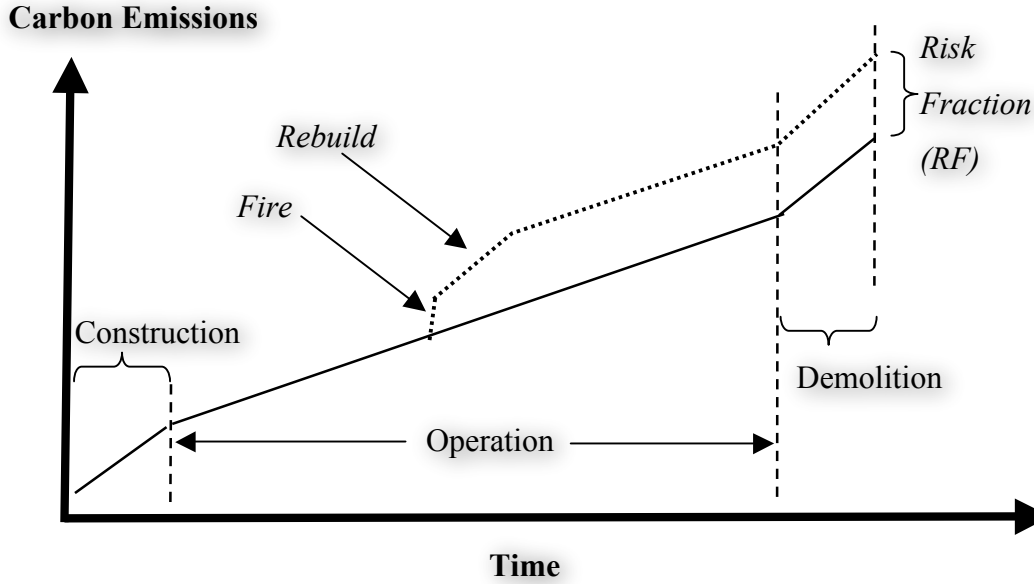 Carbon Emissions
Risk
Fraction
(RF)
Rebuild
Fire
Construction
Demolition
Operation
Time